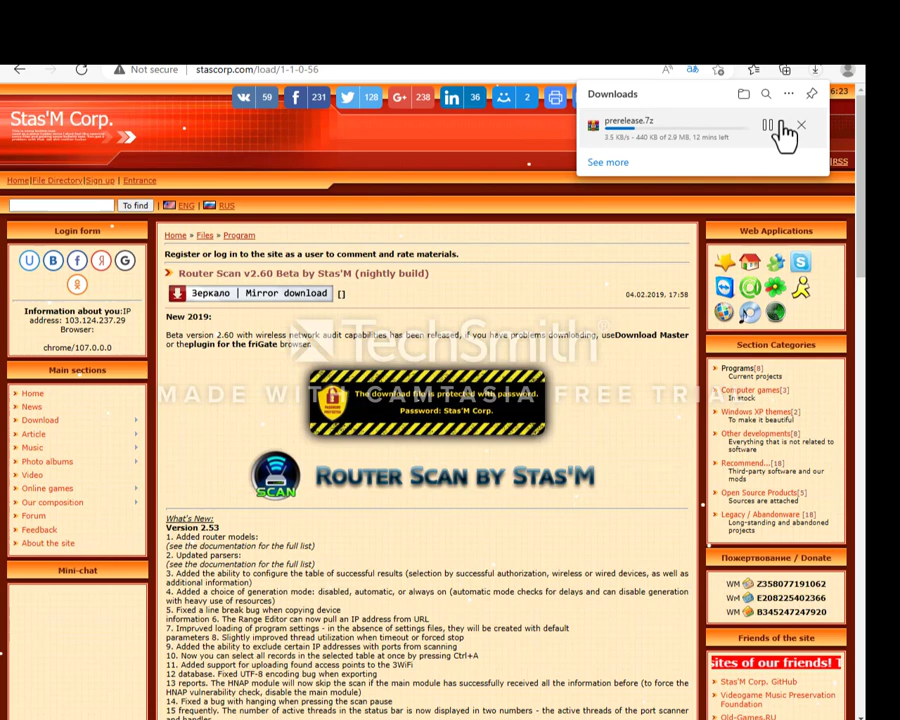 Not secure | stascorp.com/load/1-1-0-56
6:23
Downloads
prerelease.7z
3.5 KB/s - 440 KB of 2.9 MB, 12 mins left
See more
59
231
128
G+ 238
in 36
2
Stas'M Corp.
RSS
Home|File Directory|Sign up | Entrance
To find
ENG | RUS
Login form
Information about you:IP
address: 103.124.237.29
Browser:
chrome/107.0.0.0
Main sections
Home
News
Download
Article
Music
Photo albums
Video
Online games
Our composition
Forum
Feedback
About the site
Mini-chat
Home » Files » Program
Register or log in to the site as a user to comment and rate materials.
Router Scan v2.60 Beta by Stas'M (nightly build)
Зеркало | Mirror download []
04.02.2019, 17:58
New 2019:
Beta version 2.60 with wireless network audit capabilities has been released, if you have problems downloading, useDownload Master
or theplugin for the friGate browser.
TechSmith®
MADE WITH CAMTASIA FREE TRIA
The download file is protected with password.
Password: Stas'M Corp.
SCAN
ROUTER SCAN BY STAS'M
What's New:
Version 2.53
1. Added router models:
(see the documentation for the full list)
2. Updated parsers:
(see the documentation for the full list)
3. Added the ability to configure the table of successful results (selection by successful authorization, wireless or wired devices, as well as
additional information)
4. Added a choice of generation mode: disabled, automatic, or always on (automatic mode checks for delays and can disable generation
with heavy use of resources)
5. Fixed a line break bug when copying device
information 6. The Range Editor can now pull an IP address from URL
7. Improved loading of program settings - in the absence of settings files, they will be created with default
parameters 8. Slightly improved thread utilization when timeout or forced stop
9. Added the ability to exclude certain IP addresses with ports from scanning
10. Now you can select all records in the selected table at once by pressing Ctrl+A
11. Added support for uploading found access points to the 3WiFi
12 database. Fixed UTF-8 encoding bug when exporting
13 reports. The HNAP module will now skip the scan if the main module has successfully received all the information before (to force the
HNAP vulnerability check, disable the main module)
14. Fixed a bug with hanging when pressing the scan pause
15 frequently. The number of active threads in the status bar is now displayed in two numbers - the active threads of the port scanner
and handler
Web Applications
Section Categories
Programs[8]
Current projects
Computer games[3]
In stock
Windows XP themes[2]
To make it beautiful
Other developments[8]
Everything that is not related to
software
Recommend...[18]
Third-party software and our
mods
Open Source Products[5]
Sources are attached
Legacy / Abandonware [18]
Long-standing and abandoned
projects
Пожертвование / Donate
WM Z358077191062
WM E208225402366
WM B345247247920
Friends of the site
sites of our friends! T
Stas'M Corp. GitHub
Videogame Music Preservation
Foundation
Old-Games.RU